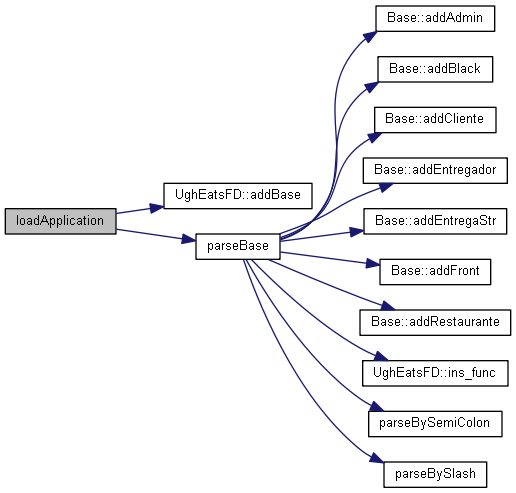 loadApplication
UghEatsFD::addBase
parseBase
Base::addAdmin
Base::addBlack
Base::addCliente
Base::addEntregador
Base::addEntregaStr
Base::addFront
Base::addRestaurante
UghEatsFD::ins_func
parseBySemiColon
parseBySlash